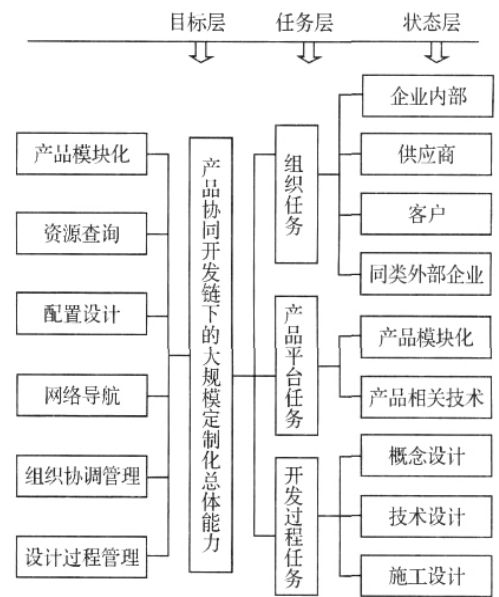 目标层 任务层 状态层
产品模块化
资源查询
配置设计
网络导航
组织协调管理
设计过程管理
产品协同开发链下的大规模定制化总体能力
组织任务
产品平台任务
开发过程任务
企业内部
供应商
客户
同类外部企业
产品模块化
产品相关技术
概念设计
技术设计
施工设计